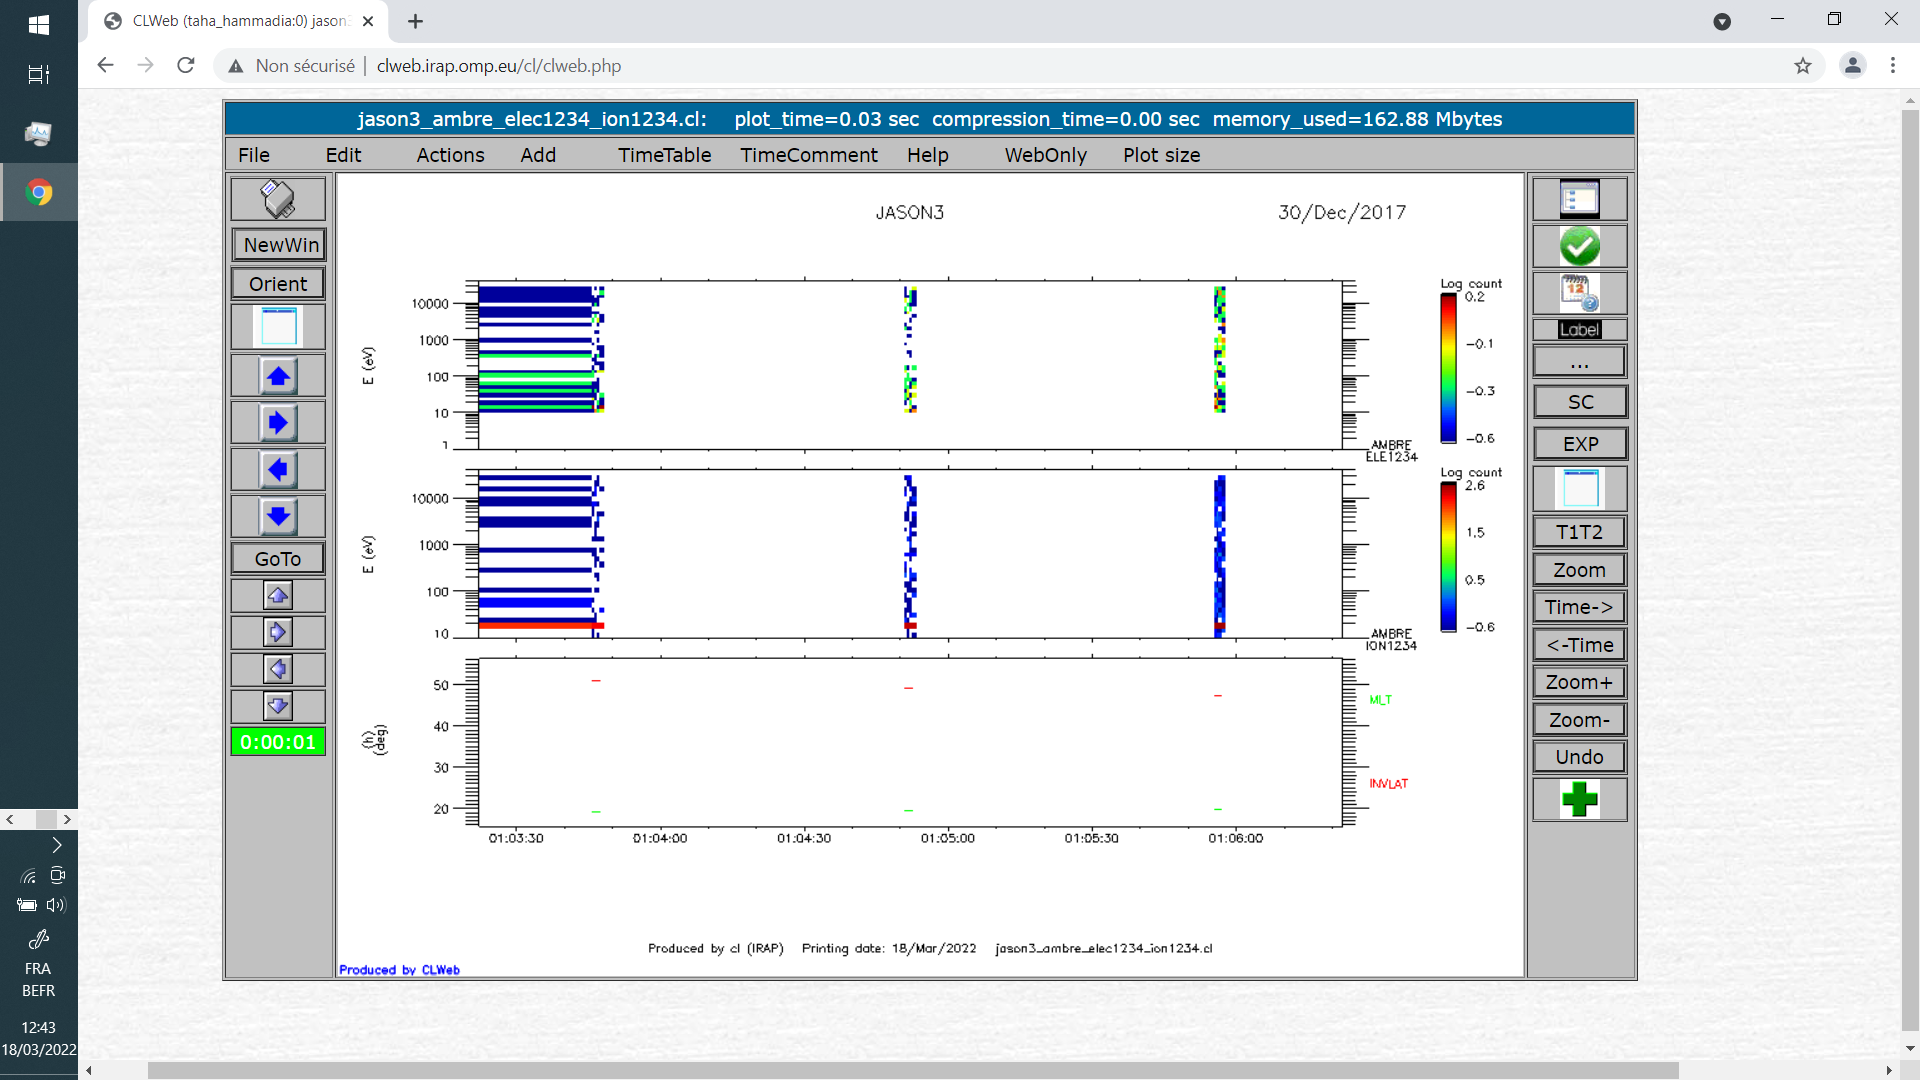 CLWeb (taha_hammadia:0) jason3
Non sécurisé | clweb.irap.omp.eu/cl/clweb.php
jason3_ambre_elec1234_ion1234.cl: plot_time=0.03 sec compression_time=0.00 sec memory_used=162.88 Mbytes
File Edit Actions Add TimeTable TimeComment Help WebOnly Plot size
NewWin
Orient
GoTo
0:00:01
JASON3 30/Dec/2017
10000
1000
100
10
1
E (eV)
Log count
0.2
-0.1
-0.3
-0.6
AMBRE
ELE1234
10000
1000
100
10
E (eV)
Log count
2.6
1.5
0.5
-0.6
AMBRE
ION1234
50
40
30
20
(h)
(deg)
MLT
INVLAT
01:03:30 01:04:00 01:04:30 01:05:00 01:05:30 01:06:00
Produced by cl (IRAP) Printing date: 18/Mar/2022 jason3_ambre_elec1234_ion1234.cl
Produced by CLWeb
12
Label
...
SC
EXP
T1T2
Zoom
Time->
<-Time
Zoom+
Zoom-
Undo
FRA
BEFR
12:43
18/03/2022